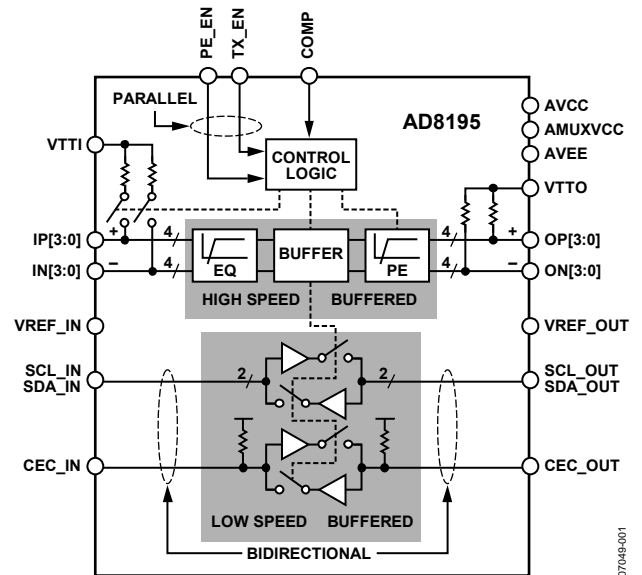 PE_EN
TX_EN
COMP
PARALLEL
AD8195
AVCC
AMUXVCC
AVEE
VTTI
CONTROL
LOGIC
VTTO
IP[3:0]
+
4
4
+
OP[3:0]
EQ
BUFFER
PE
IN[3:0]
−
4
4
−
ON[3:0]
HIGH SPEED
BUFFERED
VREF_IN
VREF_OUT
SCL_IN
SDA_IN
2
2
SCL_OUT
SDA_OUT
CEC_IN
CEC_OUT
LOW SPEED
BUFFERED
BIDIRECTIONAL
07049-001